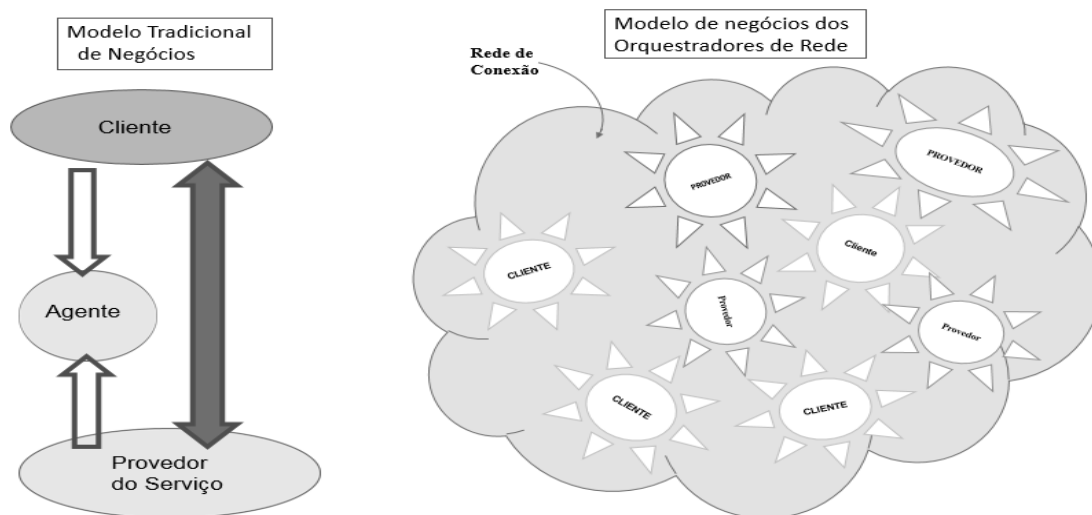 Modelo Tradicional
de Negócios
Cliente
Agente
Provedor
do Serviço
Modelo de negócios dos
Orquestradores de Rede
Rede de
Conexão
PROVEDOR
PROVEDOR
CLIENTE
Cliente
Provedor
Provedor
CLIENTE
CLIENTE